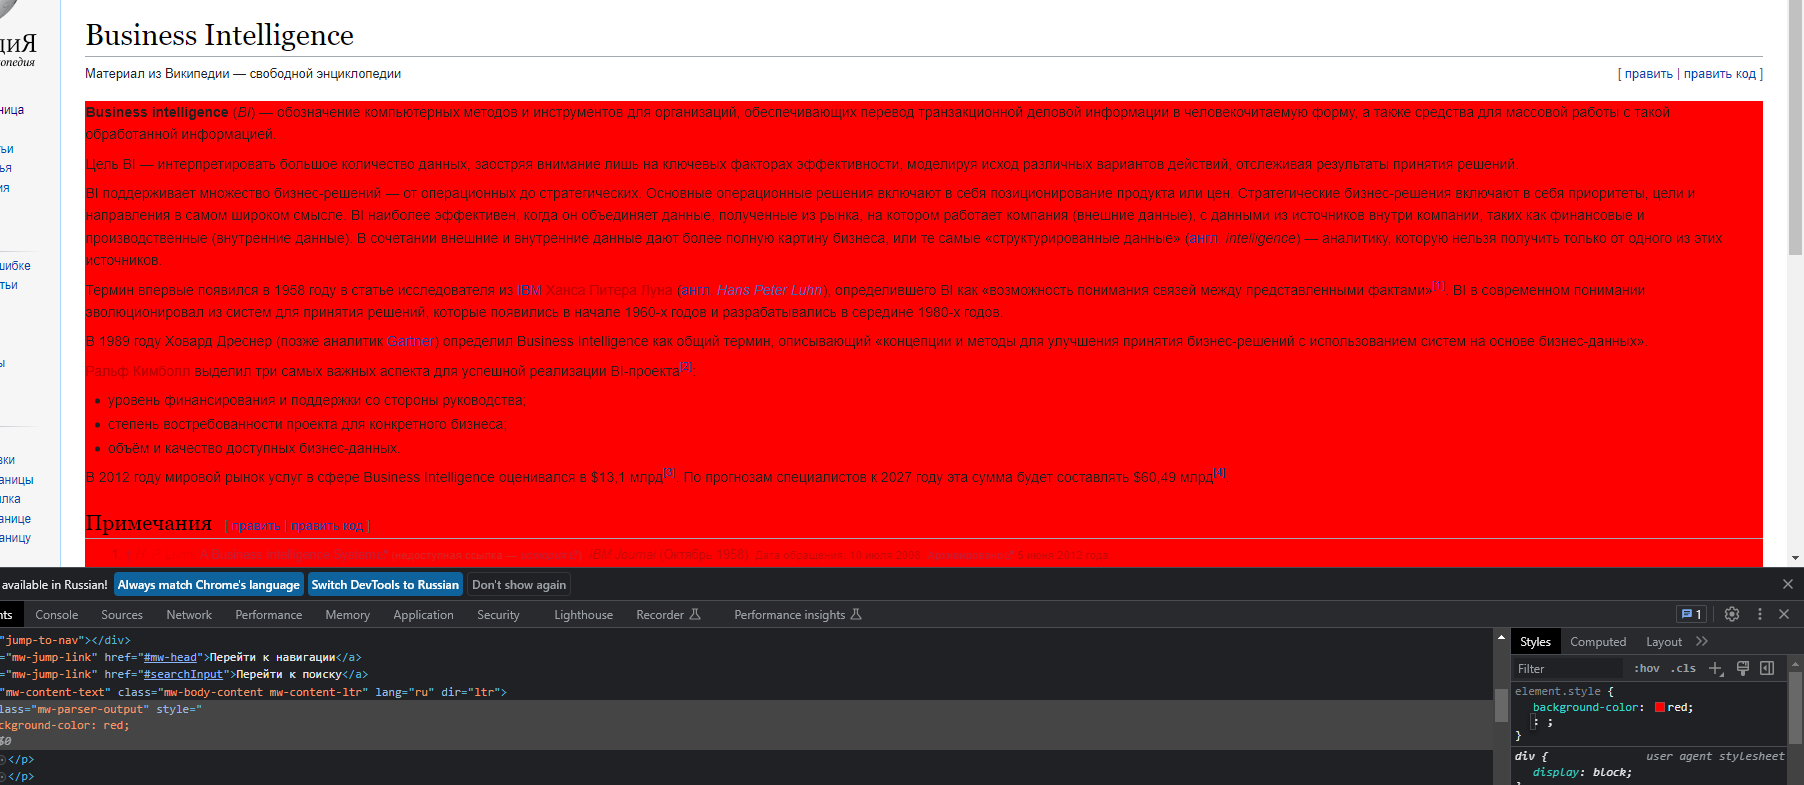 Business Intelligence
Материал из Википедии — свободной энциклопедии
[ править | править код ]
Business intelligence (BI) — обозначение компьютерных методов и инструментов для организаций, обеспечивающих перевод транзакционной деловой информации в человекочитаемую форму, а также средства для массовой работы с такой
обработанной информацией.
Цель BI — интерпретировать большое количество данных, заостряя внимание лишь на ключевых факторах эффективности, моделируя исход различных вариантов действий, отслеживая результаты принятия решений.
BI поддерживает множество бизнес-решений — от операционных до стратегических. Основные операционные решения включают в себя позиционирование продукта или цен. Стратегические бизнес-решения включают в себя приоритеты, цели и
направления в самом широком смысле. BI наиболее эффективен, когда он объединяет данные, полученные из рынка, на котором работает компания (внешние данные), с данными из источников внутри компании, таких как финансовые и
производственные (внутренние данные). В сочетании внешние и внутренние данные дают более полную картину бизнеса, или те самые «структурированные данные» (англ. intelligence) — аналитику, которую нельзя получить только от одного из этих
источников.
Термин впервые появился в 1958 году в статье исследователя из IBM Ханса Питера Луна (англ. Hans Peter Luhn), определившего BI как «возможность понимания связей между представленными фактами»[1]. BI в современном понимании
эволюционировал из систем для принятия решений, которые появились в начале 1960-х годов и разрабатывались в середине 1980-х годов.
В 1989 году Ховард Дреснер (позже аналитик Gartner) определил Business Intelligence как общий термин, описывающий «концепции и методы для улучшения принятия бизнес-решений с использованием систем на основе бизнес-данных».
Ральф Кимболл выделил три самых важных аспекта для успешной реализации BI-проекта[2]:
• уровень финансирования и поддержки со стороны руководства;
• степень востребованности проекта для конкретного бизнеса;
• объём и качество доступных бизнес-данных.
В 2012 году мировой рынок услуг в сфере Business Intelligence оценивался в $13,1 млрд[3]. По прогнозам специалистов к 2027 году эта сумма будет составлять $60,49 млрд[4].
Примечания [ править | править код ]
1. A Business Intelligence System (недоступная ссылка — ). IBM Journal (Октябрь 1958). Дата обращения: 10 июля 2008. 5 июня 2012 года.
циЯ
опедия
ница
ьи
ья
ия
шибке
тьи
ы
вки
аницы
лка
анице
аницу
available in Russian! Always match Chrome's language Switch DevTools to Russian Don't show again
nts Console Sources Network Performance Memory Application Security Lighthouse Recorder Performance insights 1
"jump-to-nav"></div>
="mw-jump-link" href="#mw-head">Перейти к навигации</a>
="mw-jump-link" href="#searchInput">Перейти к поиску</a>
"mw-content-text" class="mw-body-content mw-content-ltr" lang="ru" dir="ltr">
lass="mw-parser-output" style="
ckground-color: red;
$0
</p>
</p>
Styles Computed Layout
Filter :hov .cls
element.style {
background-color: red;
: ;
}
div { user agent stylesheet
display: block;